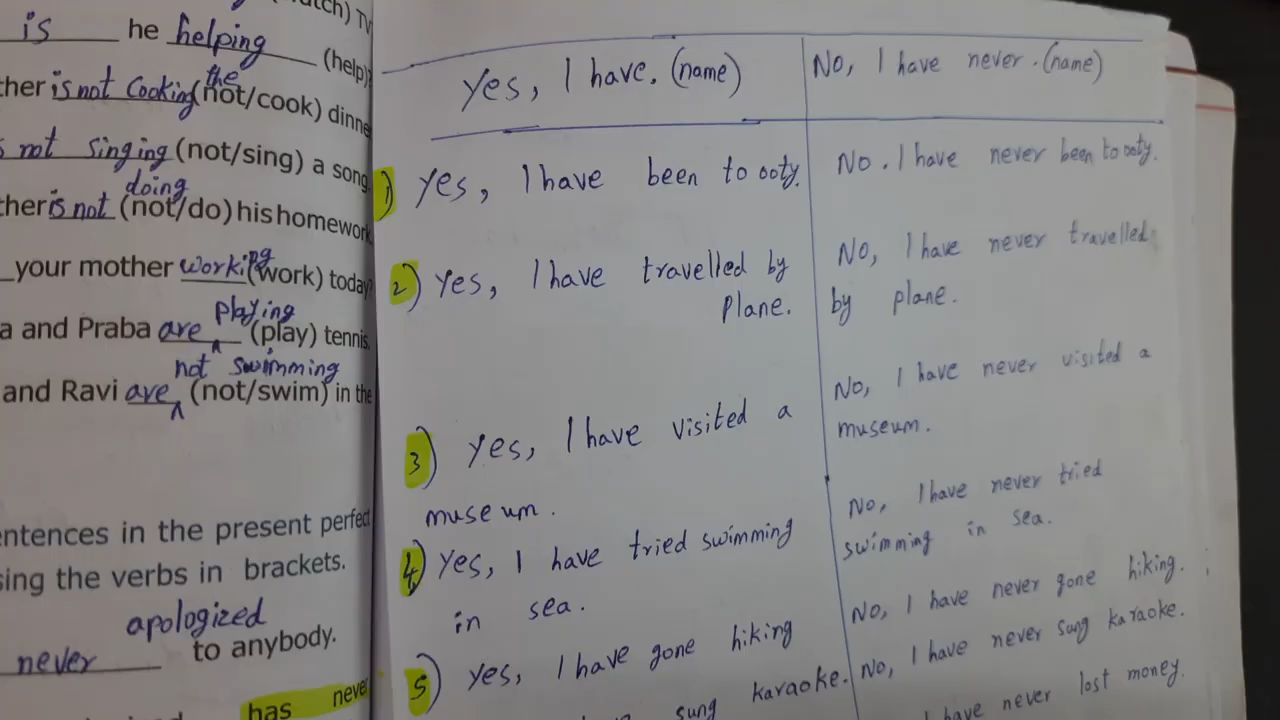 (watch) TV
is he helping (help)?
ther is not cooking the (not/cook) dinne
s not singing (not/sing) a song
doing
ther is not (not/do) his homework
your mother working (work) today?
playing
a and Praba are (play) tennis.
not swimming
and Ravi are (not/swim) in the
entences in the present perfect
sing the verbs in brackets.
apologized
never to anybody.
has never
Yes, I have. (name)
No, I have never. (name)
1) Yes, I have been to ooty.
No. I have never been to ooty.
2) Yes, I have travelled by
Plane.
No, I have never travelled
by plane.
3) Yes, I have visited a
museum.
No, I have never visited a
museum.
4) Yes, I have tried swimming
in sea.
No, I have never tried
swimming in sea.
5) Yes, I have gone hiking
No, I have never gone hiking.
sung karaoke.
No, I have never sung karaoke.
I have never lost money.